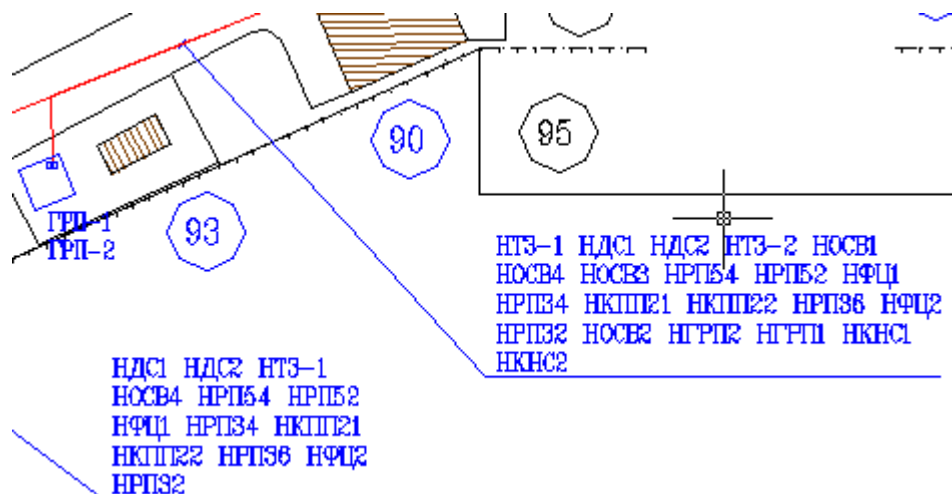 90
95
93
ГРП-1
ГРП-2
НТЗ-1 НДС1 НДС2 НТЗ-2 НОСВ1
НОСВ4 НОСВ3 НРП54 НРП52 НФЦ1
НРП34 НКПП21 НКПП22 НРП36 НФЦ2
НРП32 НОСВ2 НГРП2 НГРП1 НКНС1
НКНС2
НДС1 НДС2 НТЗ-1
НОСВ4 НРП54 НРП52
НФЦ1 НРП34 НКПП21
НКПП22 НРП36 НФЦ2
НРП32